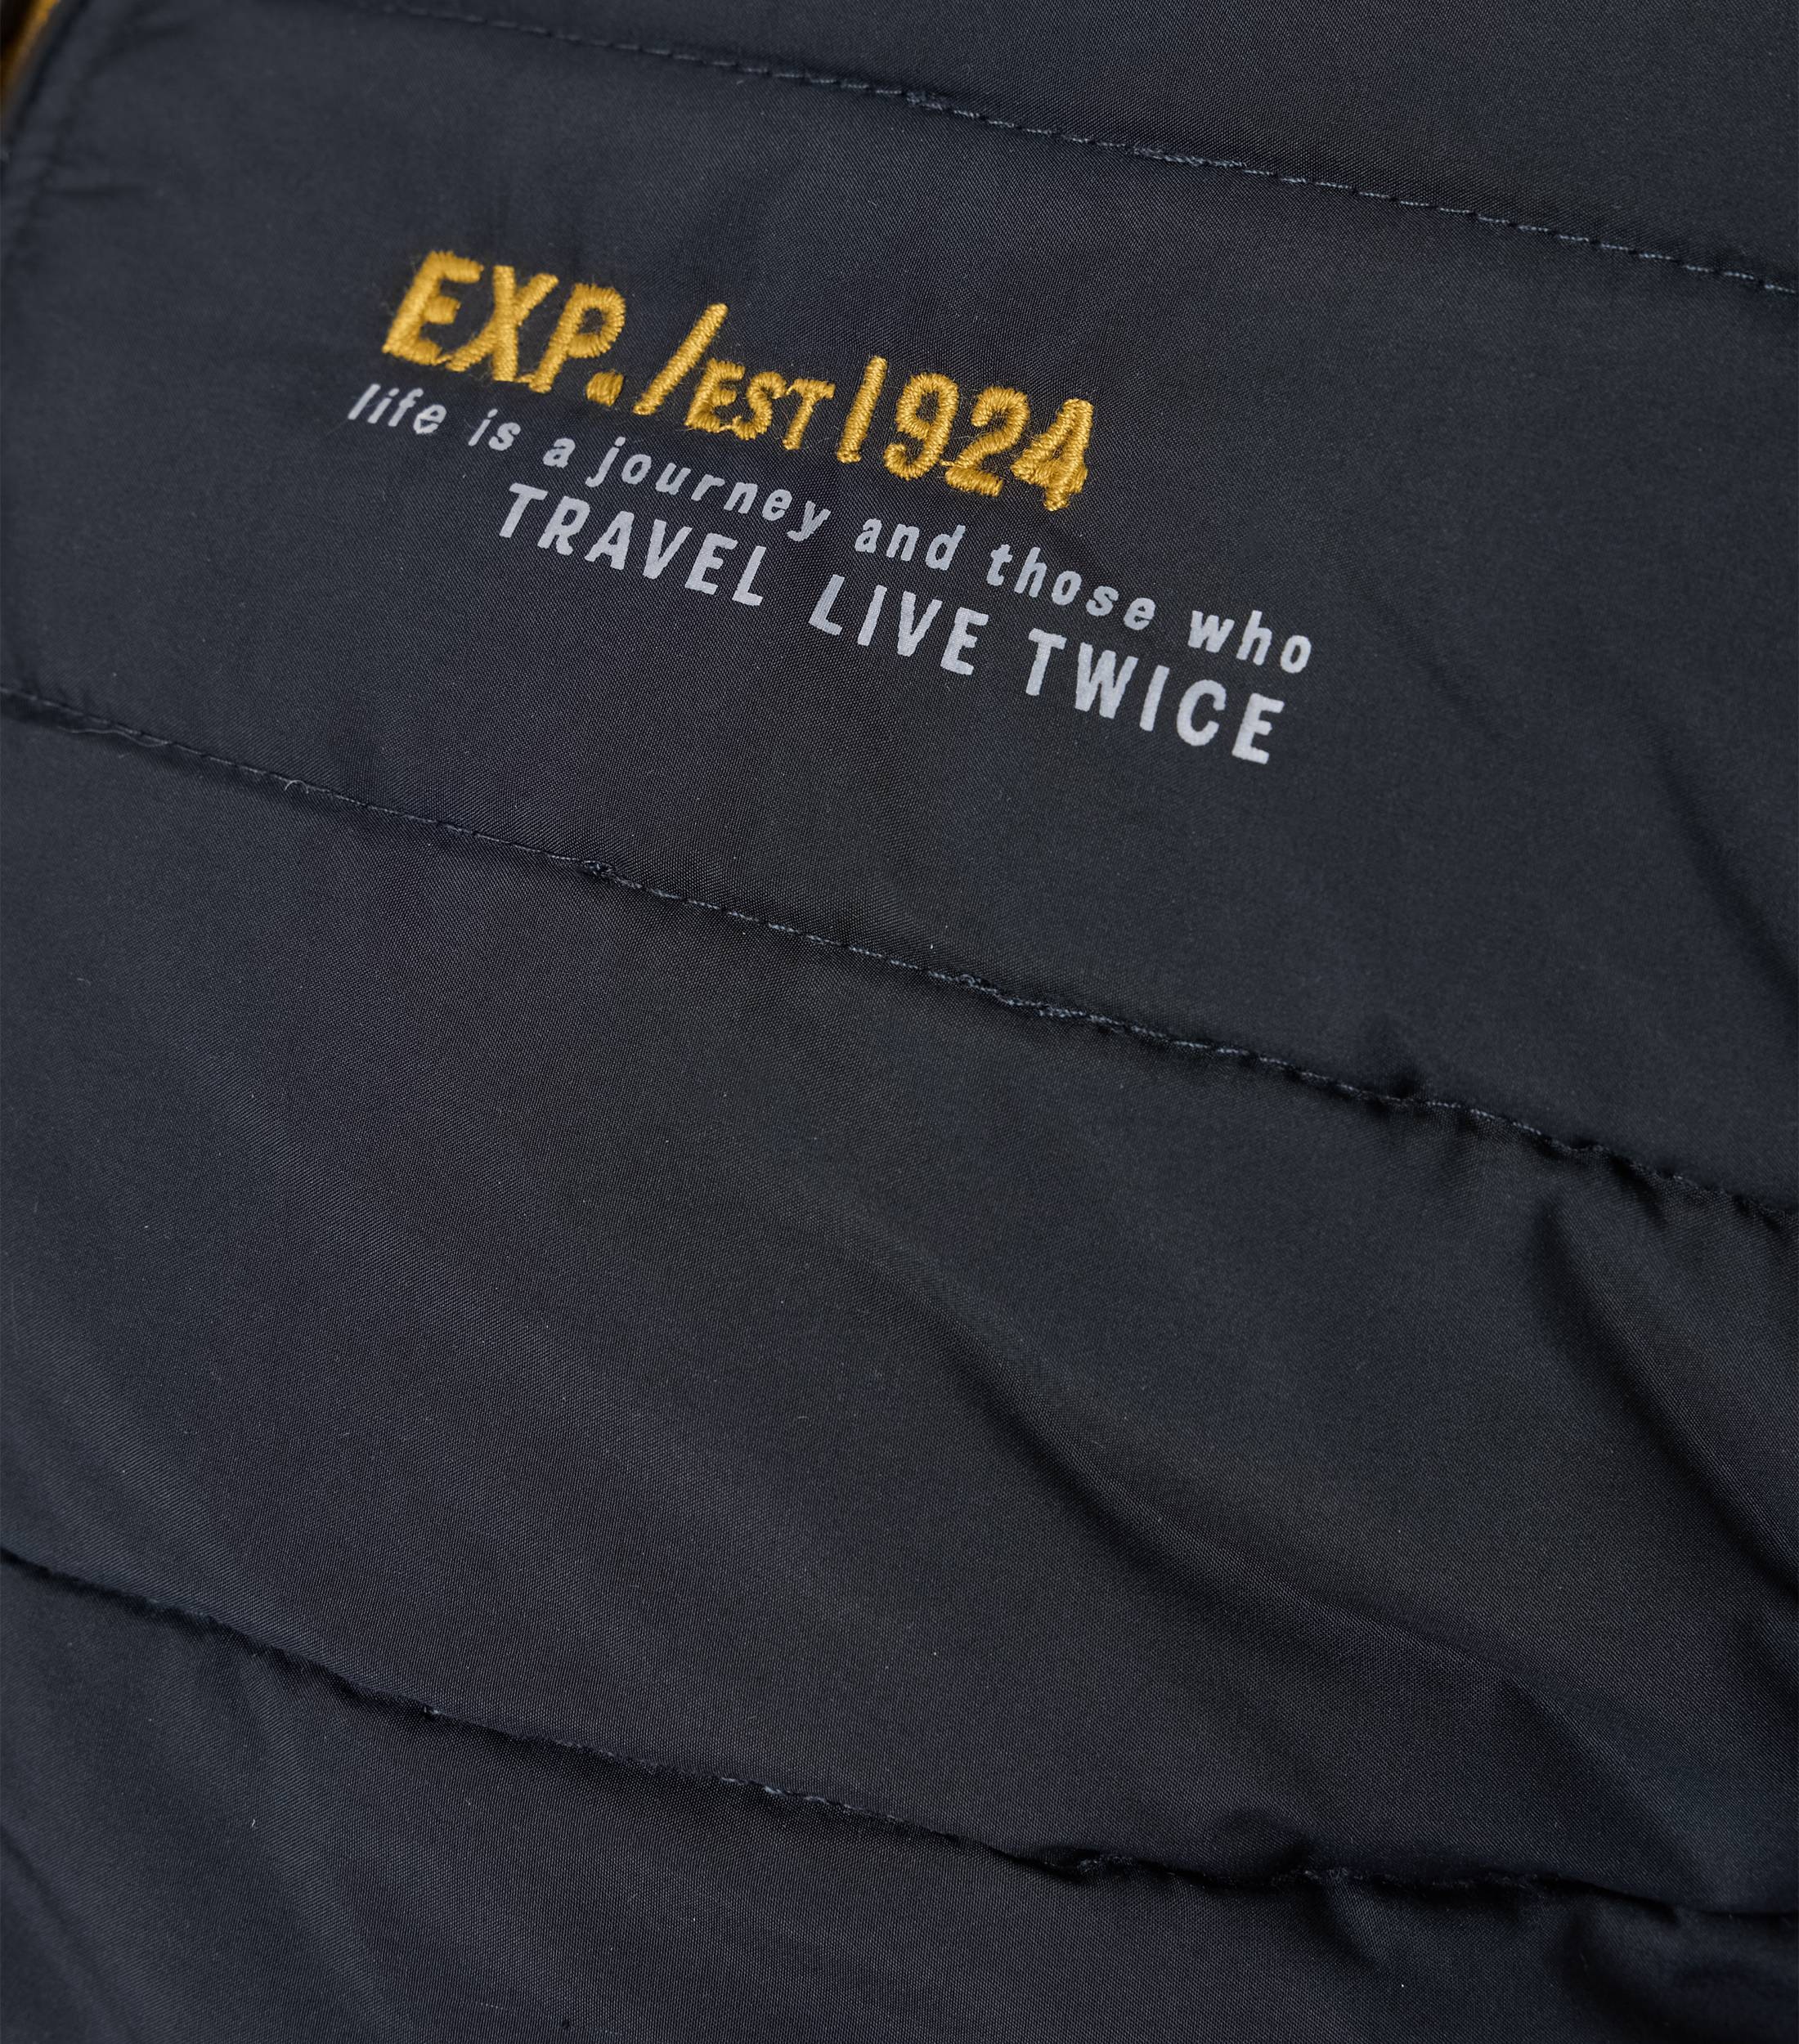 EXP./EST 1924
life is a journey and those who
TRAVEL LIVE TWICE